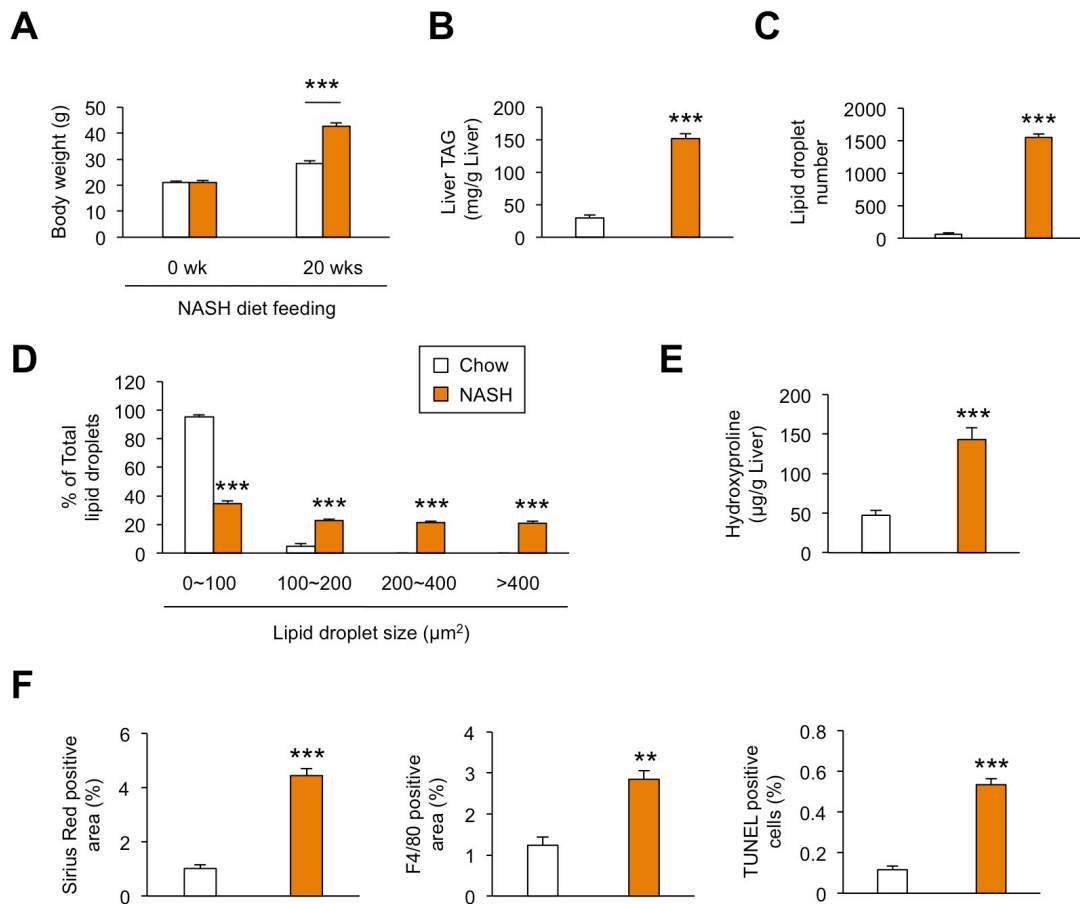 A
B
C
***
Body weight (g)
50
40
30
20
10
0
0 wk
20 wks
NASH diet feeding
***
Liver TAG
(mg/g Liver)
200
150
100
50
0
***
Lipid droplet
number
2000
1500
1000
500
0
D
E
Chow
NASH
% of Total
lipid droplets
120
100
80
60
40
20
0
***
***
***
***
0~100
100~200
200~400
>400
Lipid droplet size (µm²)
***
Hydroxyproline
(µg/g Liver)
200
150
100
50
0
F
***
Sirius Red positive
area (%)
6
4
2
0
**
F4/80 positive
area (%)
4
3
2
1
0
***
TUNEL positive
cells (%)
0.8
0.6
0.4
0.2
0